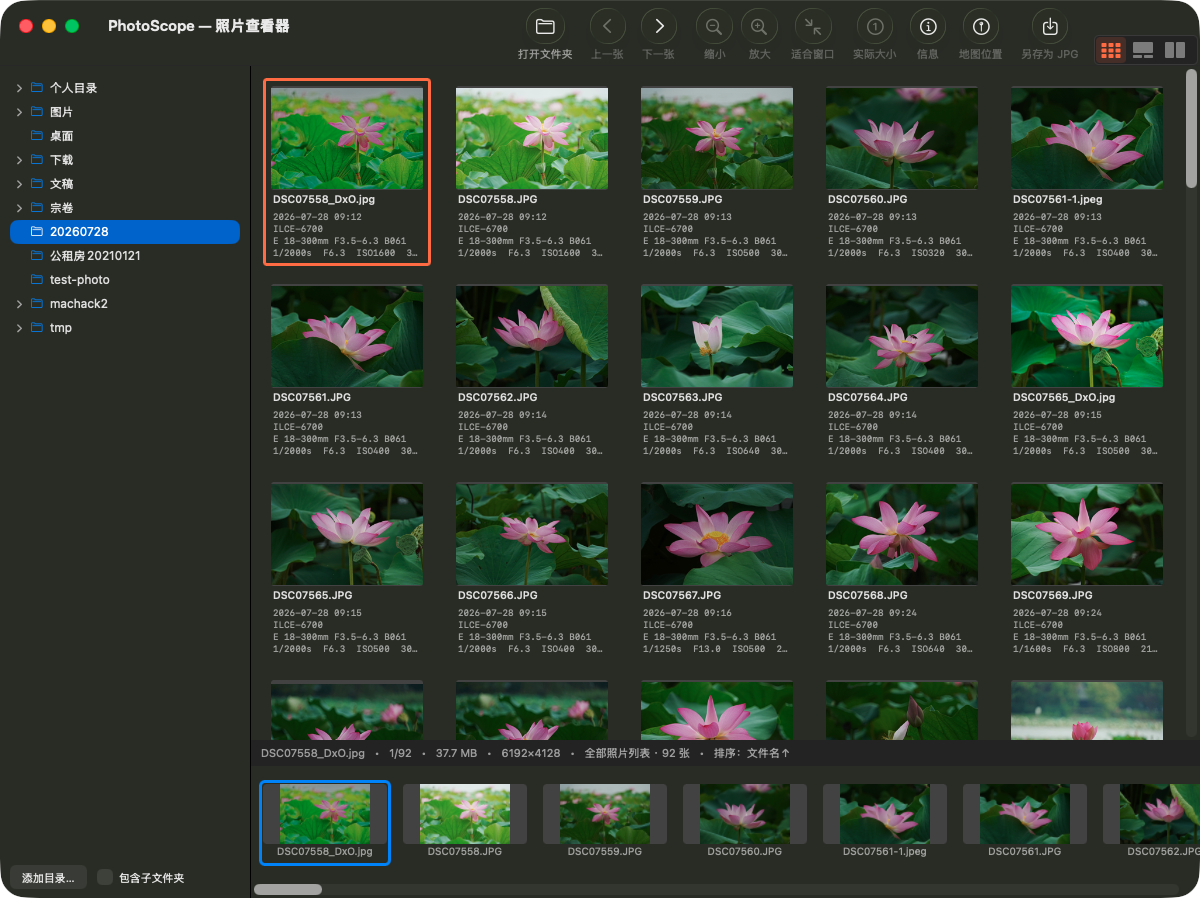 PhotoScope — 照片查看器
打开文件夹
上一张
下一张
缩小
放大
适合窗口
实际大小
信息
地图位置
另存为 JPG
个人目录
图片
桌面
下载
文稿
宗卷
20260728
公租房20210121
test-photo
machack2
tmp
添加目录...
包含子文件夹
DSC07558_DxO.jpg
2026-07-28 09:12
ILCE-6700
E 18-300mm F3.5-6.3 B061
1/2000s F6.3 ISO1600 3…
DSC07558.JPG
2026-07-28 09:12
ILCE-6700
E 18-300mm F3.5-6.3 B061
1/2000s F6.3 ISO1600 3…
DSC07559.JPG
2026-07-28 09:13
ILCE-6700
E 18-300mm F3.5-6.3 B061
1/2000s F6.3 ISO500 30…
DSC07560.JPG
2026-07-28 09:13
ILCE-6700
E 18-300mm F3.5-6.3 B061
1/2000s F6.3 ISO320 30…
DSC07561-1.jpeg
2026-07-28 09:13
ILCE-6700
E 18-300mm F3.5-6.3 B061
1/2000s F6.3 ISO400 30…
DSC07561.JPG
2026-07-28 09:13
ILCE-6700
E 18-300mm F3.5-6.3 B061
1/2000s F6.3 ISO400 30…
DSC07562.JPG
2026-07-28 09:14
ILCE-6700
E 18-300mm F3.5-6.3 B061
1/2000s F6.3 ISO400 30…
DSC07563.JPG
2026-07-28 09:14
ILCE-6700
E 18-300mm F3.5-6.3 B061
1/2000s F6.3 ISO640 30…
DSC07564.JPG
2026-07-28 09:14
ILCE-6700
E 18-300mm F3.5-6.3 B061
1/2000s F6.3 ISO400 30…
DSC07565_DxO.jpg
2026-07-28 09:15
ILCE-6700
E 18-300mm F3.5-6.3 B061
1/2000s F6.3 ISO500 30…
DSC07565.JPG
2026-07-28 09:15
ILCE-6700
E 18-300mm F3.5-6.3 B061
1/2000s F6.3 ISO500 30…
DSC07566.JPG
2026-07-28 09:15
ILCE-6700
E 18-300mm F3.5-6.3 B061
1/2000s F6.3 ISO400 30…
DSC07567.JPG
2026-07-28 09:16
ILCE-6700
E 18-300mm F3.5-6.3 B061
1/1250s F13.0 ISO500 2…
DSC07568.JPG
2026-07-28 09:24
ILCE-6700
E 18-300mm F3.5-6.3 B061
1/2000s F6.3 ISO640 30…
DSC07569.JPG
2026-07-28 09:24
ILCE-6700
E 18-300mm F3.5-6.3 B061
1/1600s F6.3 ISO800 21…
DSC07558_DxO.jpg • 1/92 • 37.7 MB • 6192×4128 • 全部照片列表 · 92 张 • 排序：文件名↑
DSC07558_DxO.jpg
DSC07558.JPG
DSC07559.JPG
DSC07560.JPG
DSC07561-1.jpeg
DSC07561.JPG
DSC07562.JPG